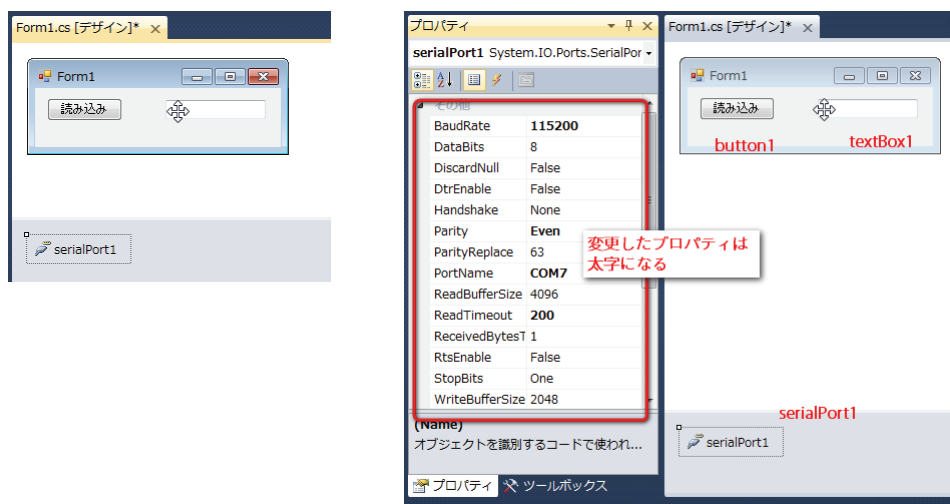 Form1.cs [デザイン]*
Form1
読み込み
serialPort1
プロパティ
serialPort1 System.IO.Ports.SerialPor
その他
BaudRate 115200
DataBits 8
DiscardNull False
DtrEnable False
Handshake None
Parity Even
ParityReplace 63
PortName COM7
ReadBufferSize 4096
ReadTimeout 200
ReceivedBytesT 1
RtsEnable False
StopBits One
WriteBufferSize 2048
(Name)
オブジェクトを識別するコードで使われ...
プロパティ ツールボックス
変更したプロパティは
太字になる
Form1.cs [デザイン]*
Form1
読み込み
button1 textBox1
serialPort1
serialPort1